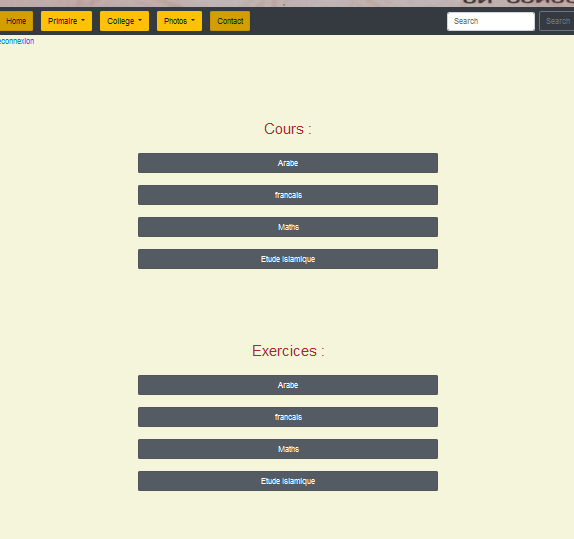 Home Primaire College Photos Contact Search Search
connexion
Cours :
Arabe
francais
Maths
Etude islamique
Exercices :
Arabe
francais
Maths
Etude islamique